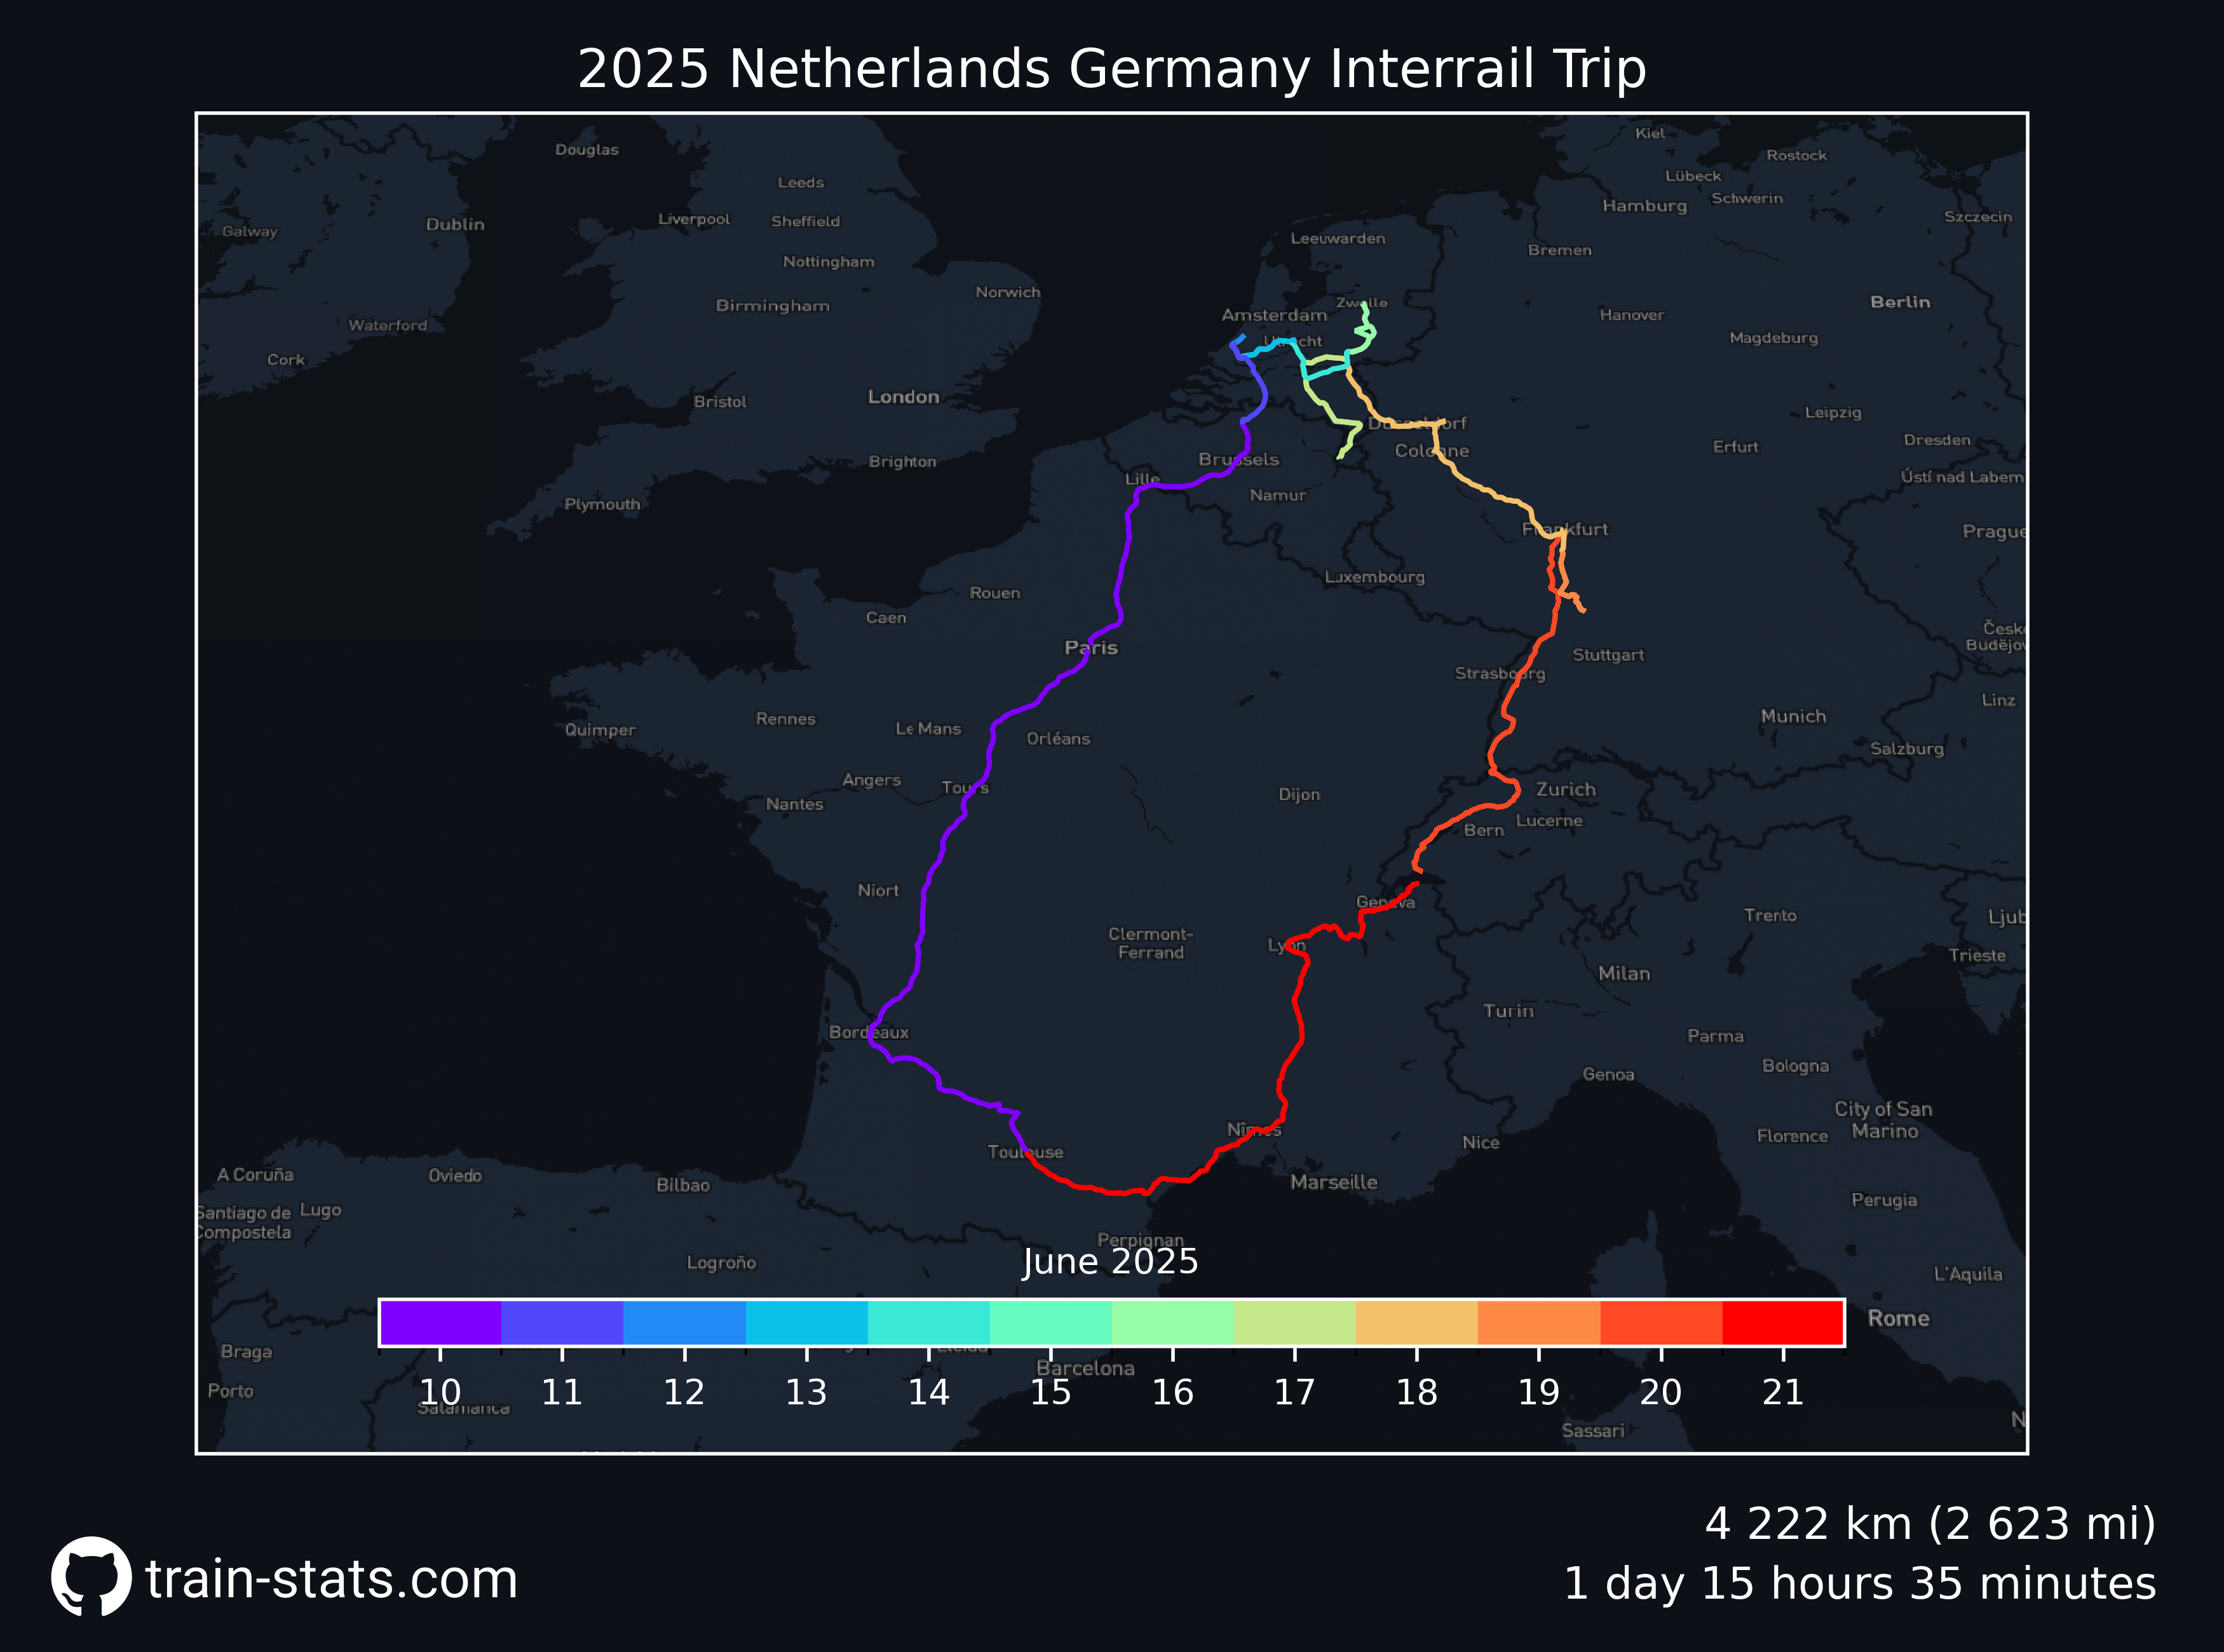 2025 Netherlands Germany Interrail Trip
Kiel
Douglas
Rostock
Lübeck
Leeds
Schwerin
Hamburg
Szczecin
Liverpool
Sheffield
Dublin
Galway
Leeuwarden
Bremen
Nottingham
Norwich
Berlin
Birmingham
Zwolle
Amsterdam
Hanover
Waterford
Magdeburg
Utrecht
Cork
London
Bristol
Leipzig
Düsseldorf
Dresden
Erfurt
Cologne
Brussels
Brighton
Ústí nad Labem
Lille
Namur
Plymouth
Frankfurt
Prague
Luxembourg
Rouen
Caen
České
Budějov
Paris
Stuttgart
Strasbourg
Linz
Munich
Rennes
Quimper
Le Mans
Orléans
Salzburg
Angers
Tours
Zurich
Dijon
Nantes
Lucerne
Bern
Niort
Geneva
Trento
Ljub
Clermont-
Ferrand
Lyon
Trieste
Milan
Turin
Bordeaux
Parma
Bologna
Genoa
City of San
Marino
Nîmes
Florence
Nice
Toulouse
A Coruña
Oviedo
Bilbao
Marseille
Perugia
Santiago de
Compostela
Lugo
Perpignan
June 2025
Logroño
L'Aquila
Rome
Braga
Barcelona
Porto
10 11 12 13 14 15 16 17 18 19 20 21
Salamanca
Sassari
4 222 km (2 623 mi)
train-stats.com
1 day 15 hours 35 minutes